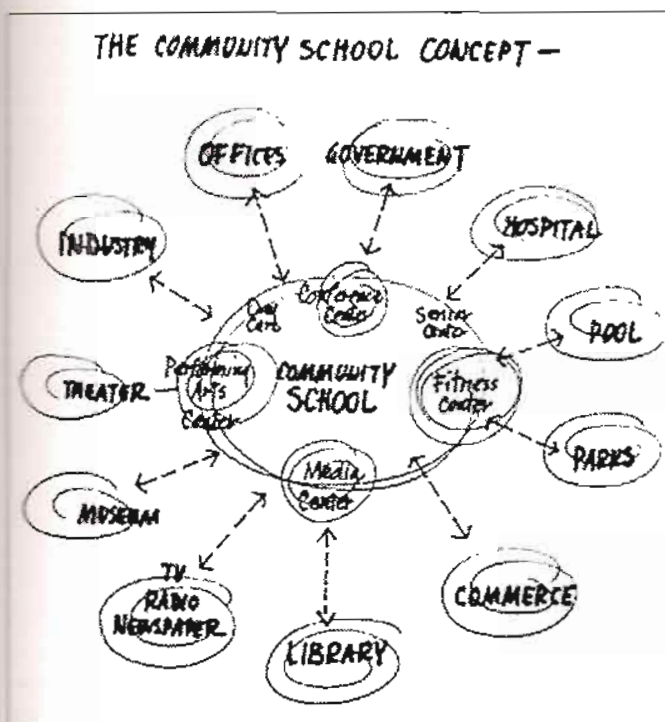 THE COMMUNITY SCHOOL CONCEPT —
OFFICES
GOVERNMENT
INDUSTRY
HOSPITAL
Day
Care
Conference
Center
Senior
Center
POOL
THEATER
Performing
Arts
Center
COMMUNITY
SCHOOL
Fitness
Center
PARKS
MUSEUM
Media
Center
TV
RADIO
NEWSPAPER
LIBRARY
COMMERCE